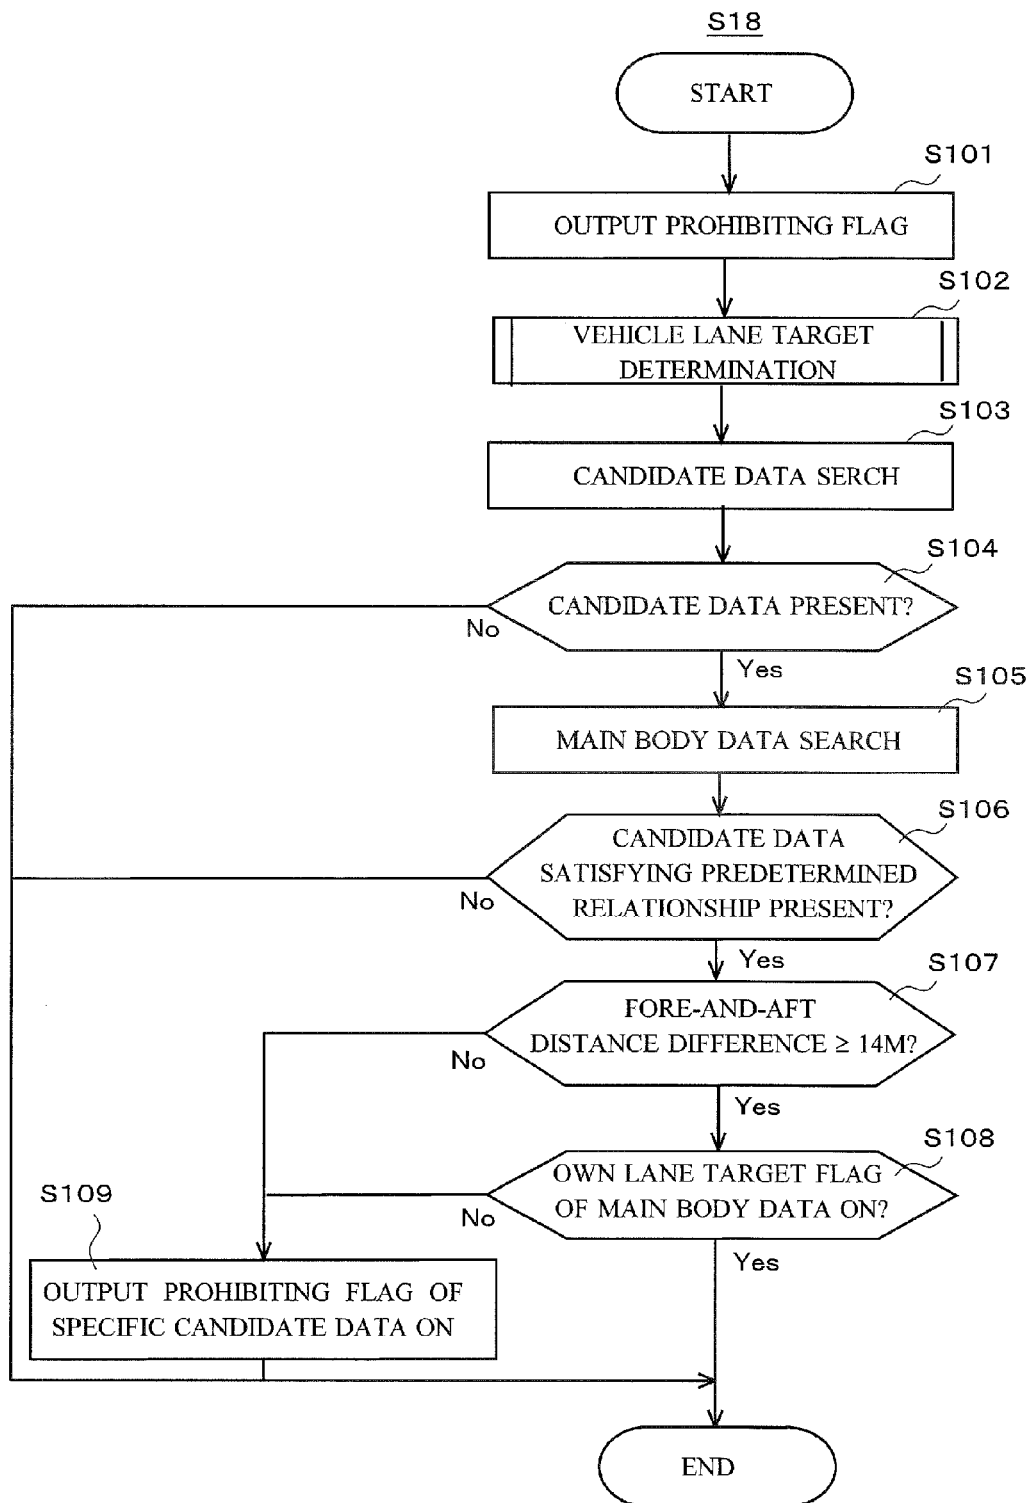 S18
START
S101
OUTPUT PROHIBITING FLAG
S102
VEHICLE LANE TARGET
DETERMINATION
S103
CANDIDATE DATA SERCH
S104
CANDIDATE DATA PRESENT?
No
Yes
S105
MAIN BODY DATA SEARCH
S106
CANDIDATE DATA
SATISFYING PREDETERMINED
RELATIONSHIP PRESENT?
No
Yes
S107
FORE-AND-AFT
DISTANCE DIFFERENCE ≥ 14M?
No
Yes
S108
OWN LANE TARGET FLAG
OF MAIN BODY DATA ON?
No
Yes
S109
OUTPUT PROHIBITING FLAG OF
SPECIFIC CANDIDATE DATA ON
END